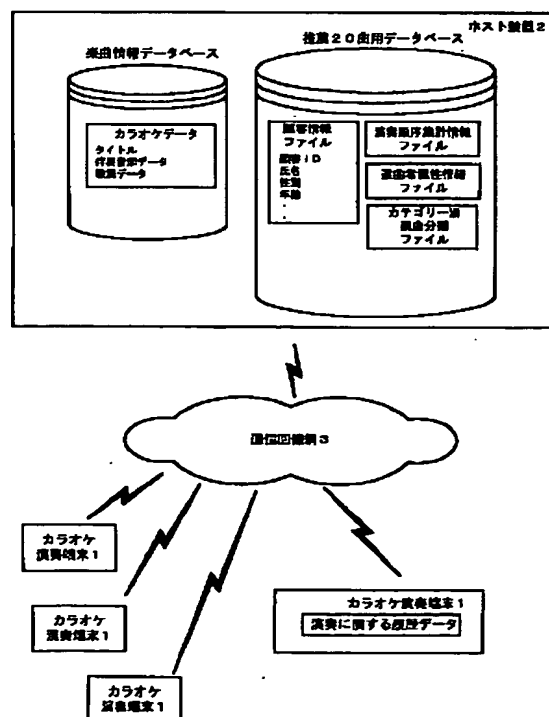 ホスト装置2
楽曲情報データベース
推薦20曲用データベース
カラオケデータ
タイトル
伴奏音楽データ
歌詞データ
顧客情報
ファイル
顧客ID
氏名
性別
年齢
演奏順序集計情報
ファイル
選曲者属性情報
ファイル
カテゴリー別
選曲分類
ファイル
通信回線網3
カラオケ
演奏端末1
カラオケ
演奏端末1
カラオケ
演奏端末1
カラオケ演奏端末1
演奏に関する履歴データ